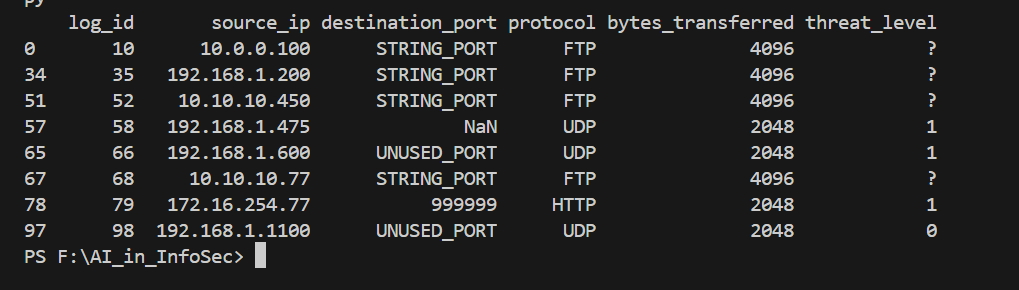 log_id source_ip destination_port protocol bytes_transferred threat_level
0 10 10.0.0.100 STRING_PORT FTP 4096 ?
34 35 192.168.1.200 STRING_PORT FTP 4096 ?
51 52 10.10.10.450 STRING_PORT FTP 4096 ?
57 58 192.168.1.475 NaN UDP 2048 1
65 66 192.168.1.600 UNUSED_PORT UDP 2048 1
67 68 10.10.10.77 STRING_PORT FTP 4096 ?
78 79 172.16.254.77 999999 HTTP 2048 1
97 98 192.168.1.1100 UNUSED_PORT UDP 2048 0
PS F:\AI_in_InfoSec>